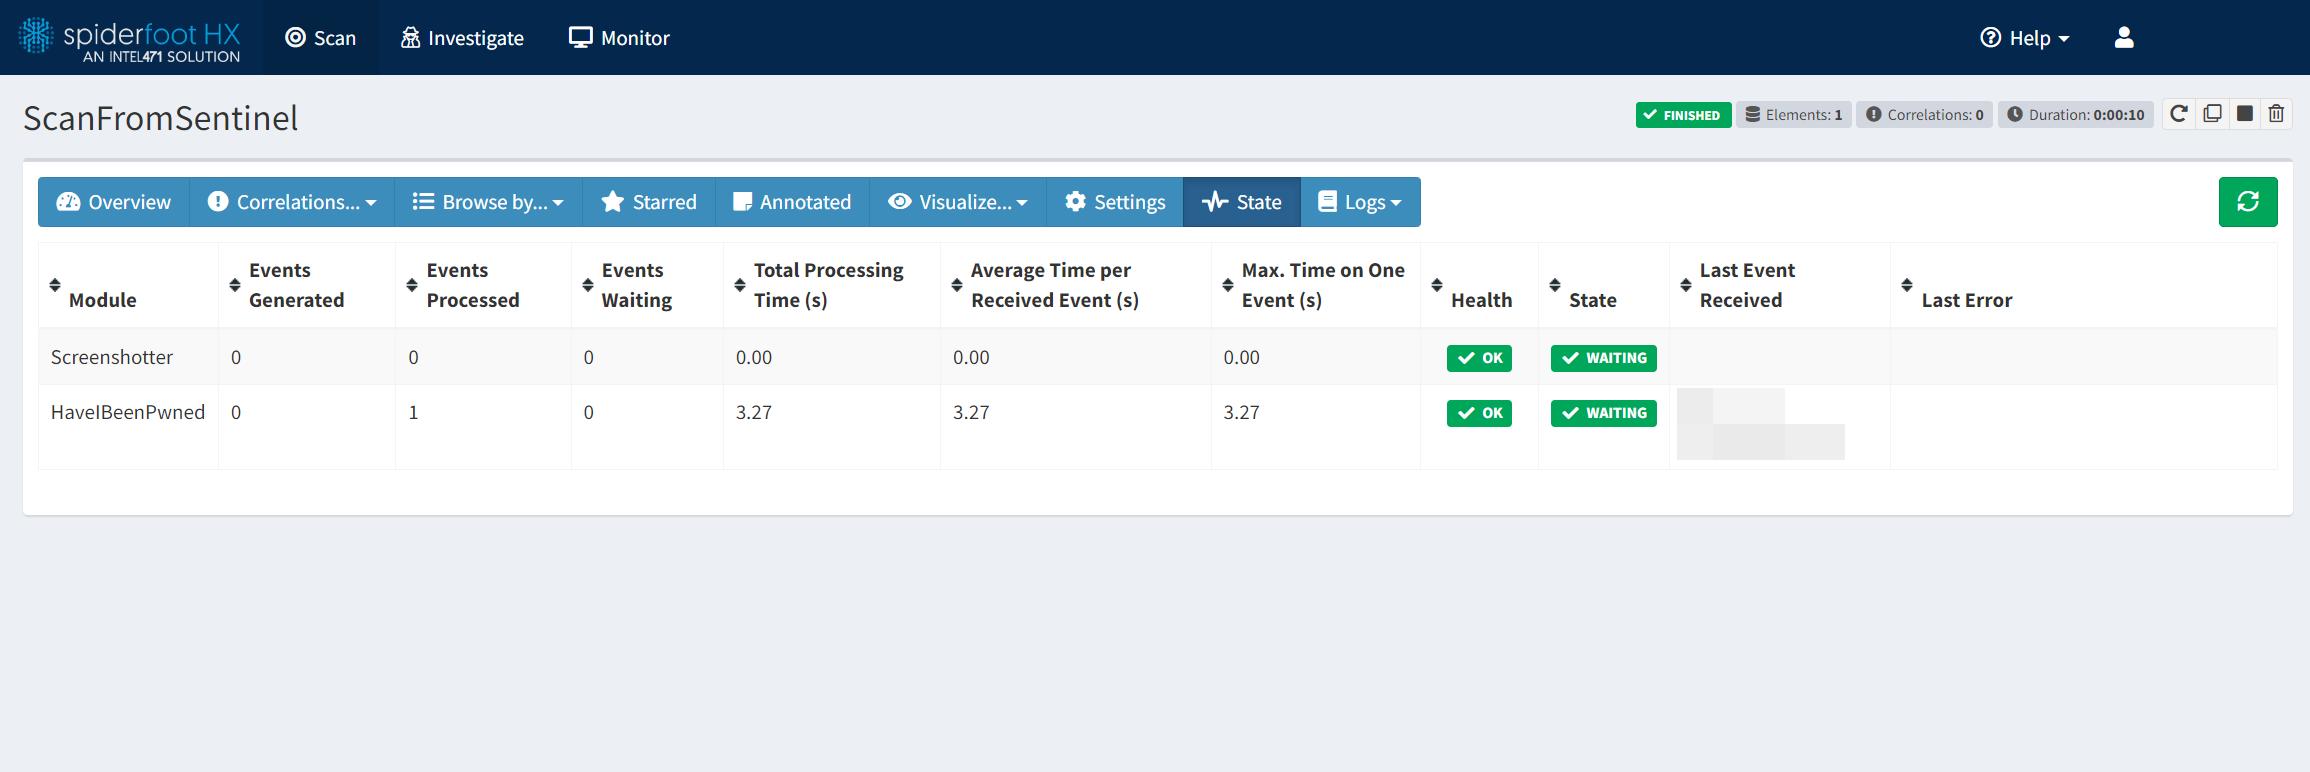 spiderfoot HX
AN INTEL471 SOLUTION
Scan
Investigate
Monitor
Help
ScanFromSentinel
FINISHED
Elements: 1
Correlations: 0
Duration: 0:00:10
Overview
Correlations...
Browse by...
Starred
Annotated
Visualize...
Settings
State
Logs
Module
Events Generated
Events Processed
Events Waiting
Total Processing Time (s)
Average Time per Received Event (s)
Max. Time on One Event (s)
Health
State
Last Event Received
Last Error
Screenshotter 0 0 0 0.00 0.00 0.00 OK WAITING
HaveIBeenPwned 0 1 0 3.27 3.27 3.27 OK WAITING